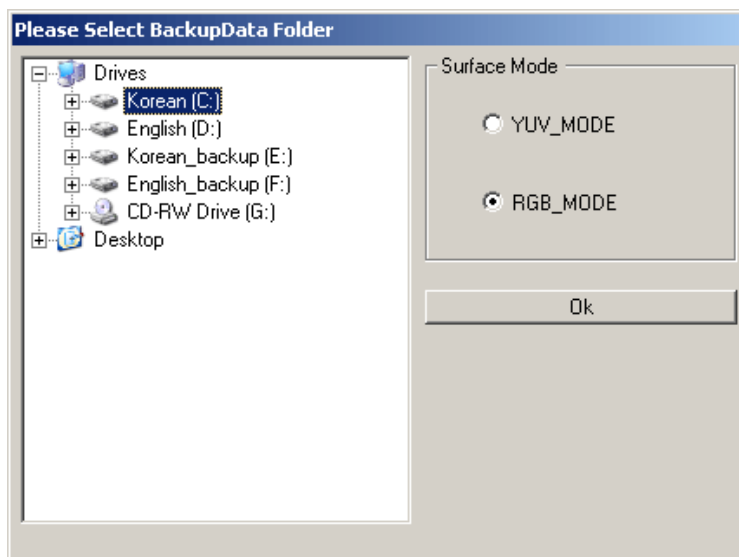 Please Select BackupData Folder
Drives
Korean (C:)
English (D:)
Korean_backup (E:)
English_backup (F:)
CD-RW Drive (G:)
Desktop
Surface Mode
YUV_MODE
RGB_MODE
Ok